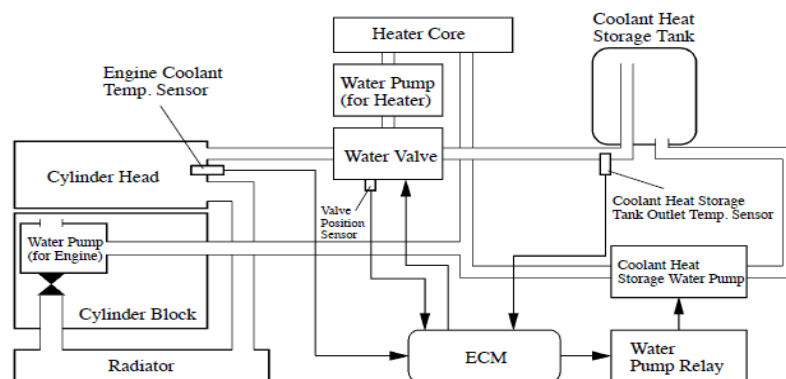 Heater Core
Coolant Heat
Storage Tank
Engine Coolant
Temp. Sensor
Water Pump
(for Heater)
Water Valve
Cylinder Head
Valve
Position
Sensor
Coolant Heat Storage
Tank Outlet Temp. Sensor
Water Pump
(for Engine)
Coolant Heat
Storage Water Pump
Cylinder Block
Radiator
ECM
Water
Pump Relay